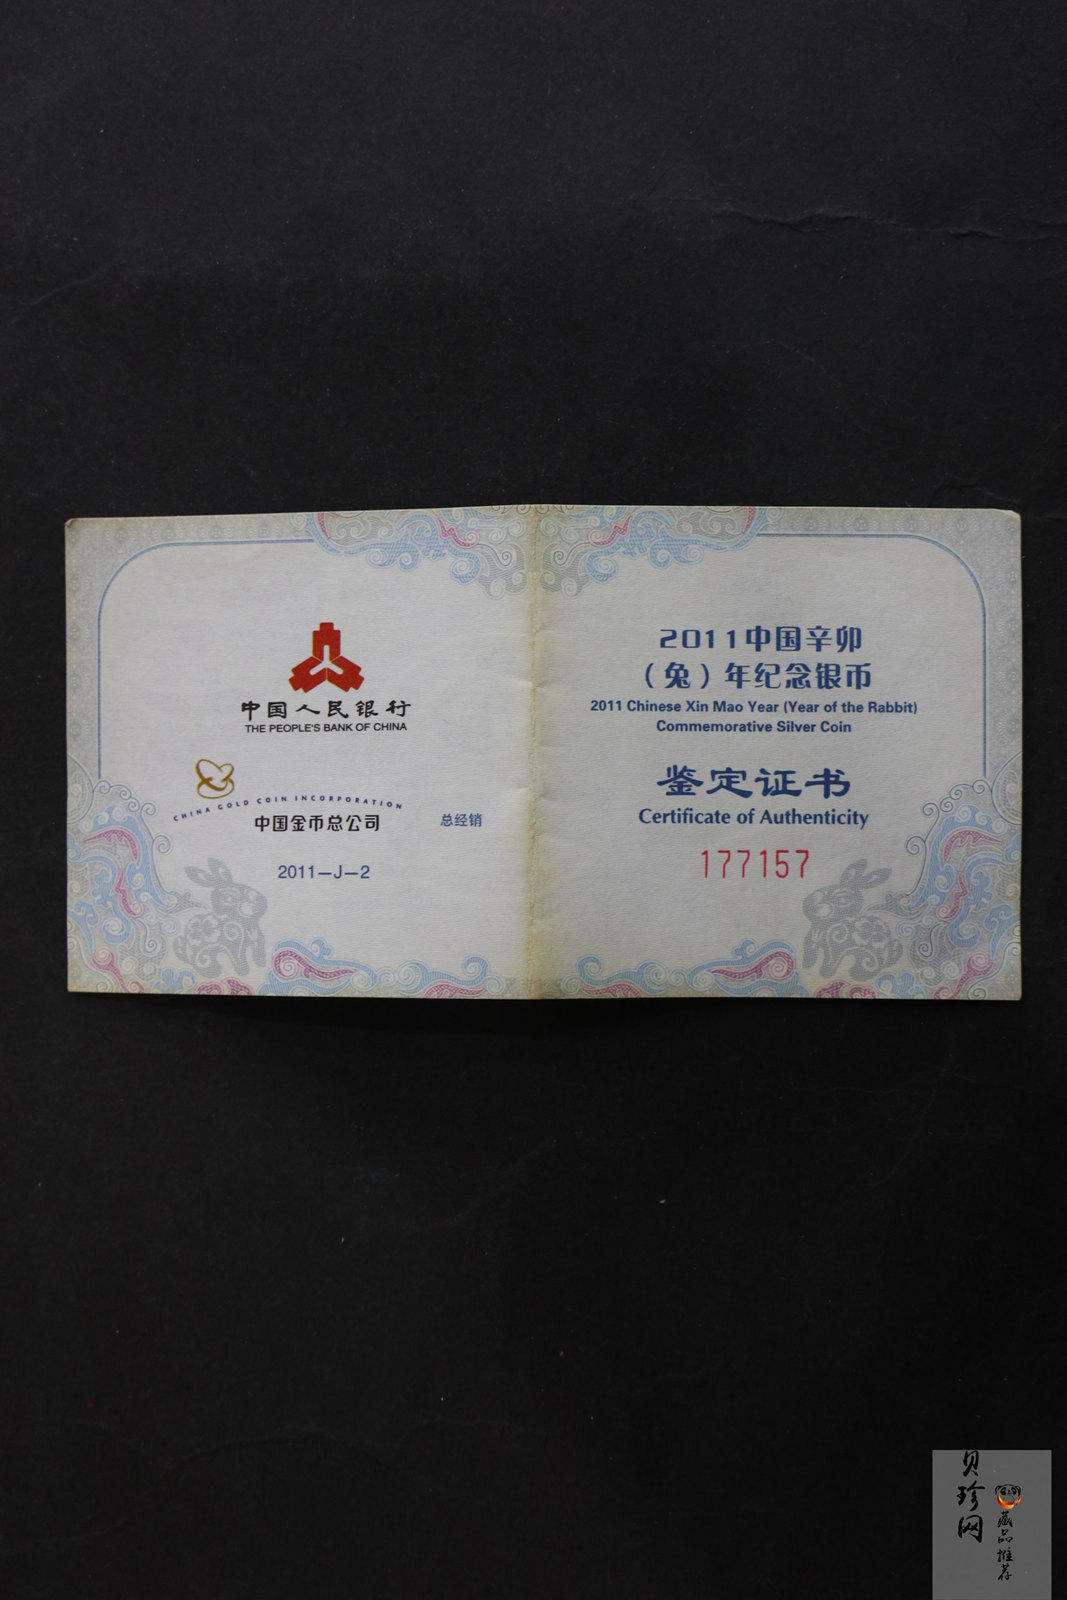 中国人民银行
THE PEOPLE'S BANK OF CHINA
CHINA GOLD COIN INCORPORATION
中国金币总公司 总经销
2011－J－2
2011中国辛卯
（兔）年纪念银币
2011 Chinese Xin Mao Year (Year of the Rabbit)
Commemorative Silver Coin
鉴定证书
Certificate of Authenticity
177157
贝珍网
藏品推荐